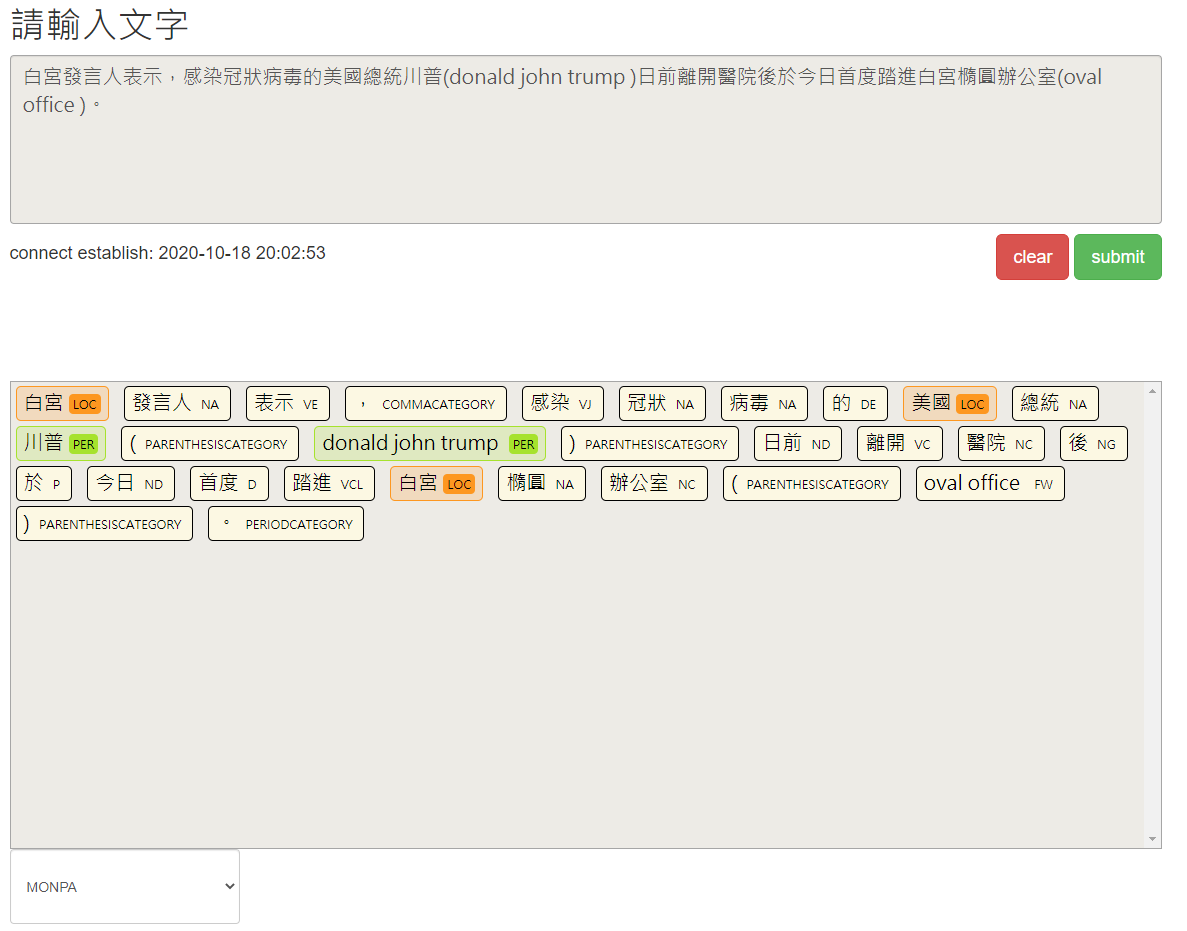 請輸入文字
白宮發言人表示，感染冠狀病毒的美國總統川普(donald john trump )日前離開醫院後於今日首度踏進白宮橢圓辦公室(oval
office )。
connect establish: 2020-10-18 20:02:53
clear submit
白宮 LOC 發言人 NA 表示 VE ， COMMACATEGORY 感染 VJ 冠狀 NA 病毒 NA 的 DE 美國 LOC 總統 NA
川普 PER ( PARENTHESISCATEGORY donald john trump PER ) PARENTHESISCATEGORY 日前 ND 離開 VC 醫院 NC 後 NG
於 P 今日 ND 首度 D 踏進 VCL 白宮 LOC 橢圓 NA 辦公室 NC ( PARENTHESISCATEGORY oval office FW
) PARENTHESISCATEGORY 。 PERIODCATEGORY
MONPA